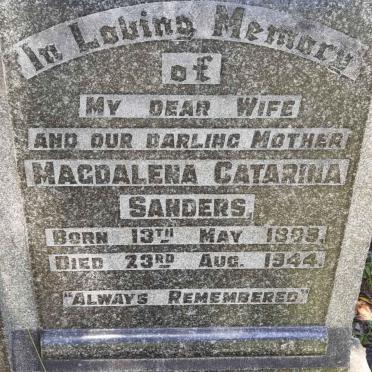 In Loving Memory
of
MY DEAR WIFE
AND OUR DARLING MOTHER
MAGDALENA CATARINA
SANDERS,
BORN 13TH MAY 1899.
DIED 23RD AUG. 1944.
"ALWAYS REMEMBERED"